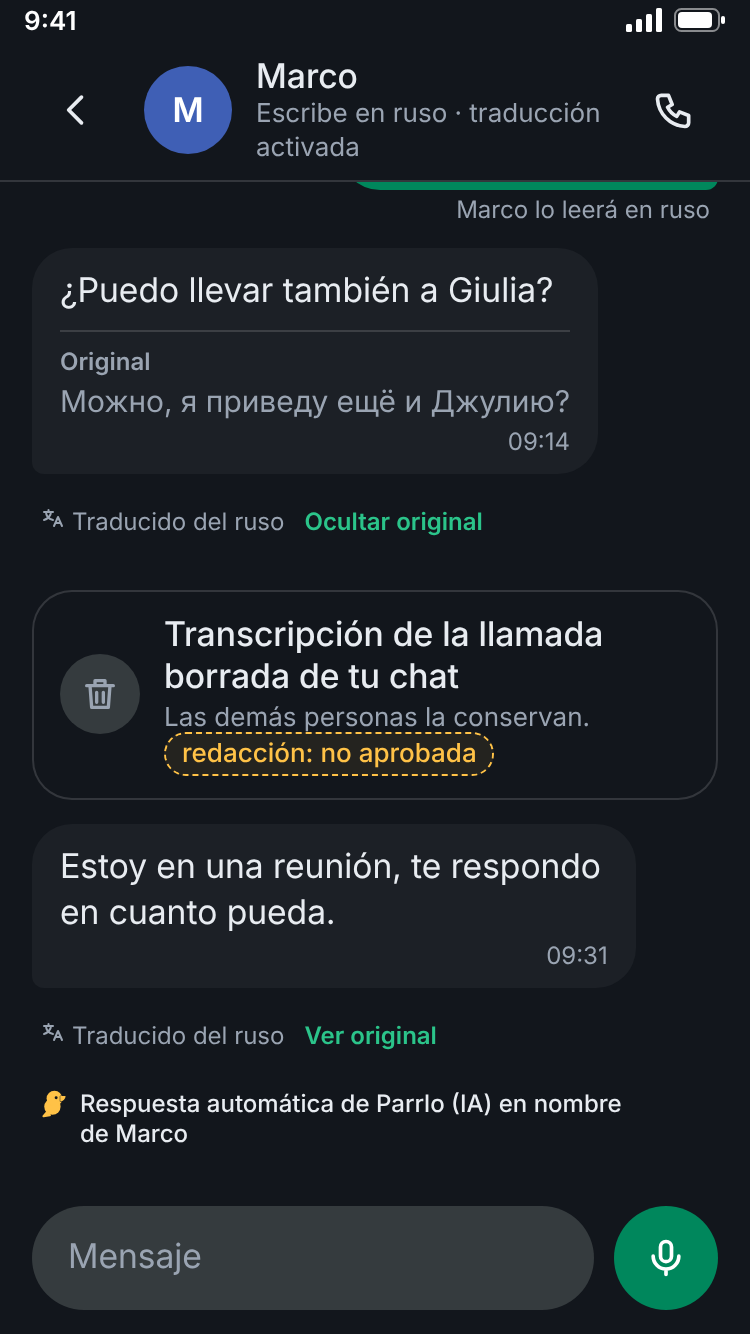 9:41
M
Marco
Escribe en ruso · traducción
activada
Marco lo leerá en ruso
¿Puedo llevar también a Giulia?
Original
Можно, я приведу ещё и Джулию?
09:14
Traducido del ruso Ocultar original
Transcripción de la llamada
borrada de tu chat
Las demás personas la conservan.
redacción: no aprobada
Estoy en una reunión, te respondo
en cuanto pueda.
09:31
Traducido del ruso Ver original
Respuesta automática de Parrlo (IA) en nombre
de Marco
Mensaje